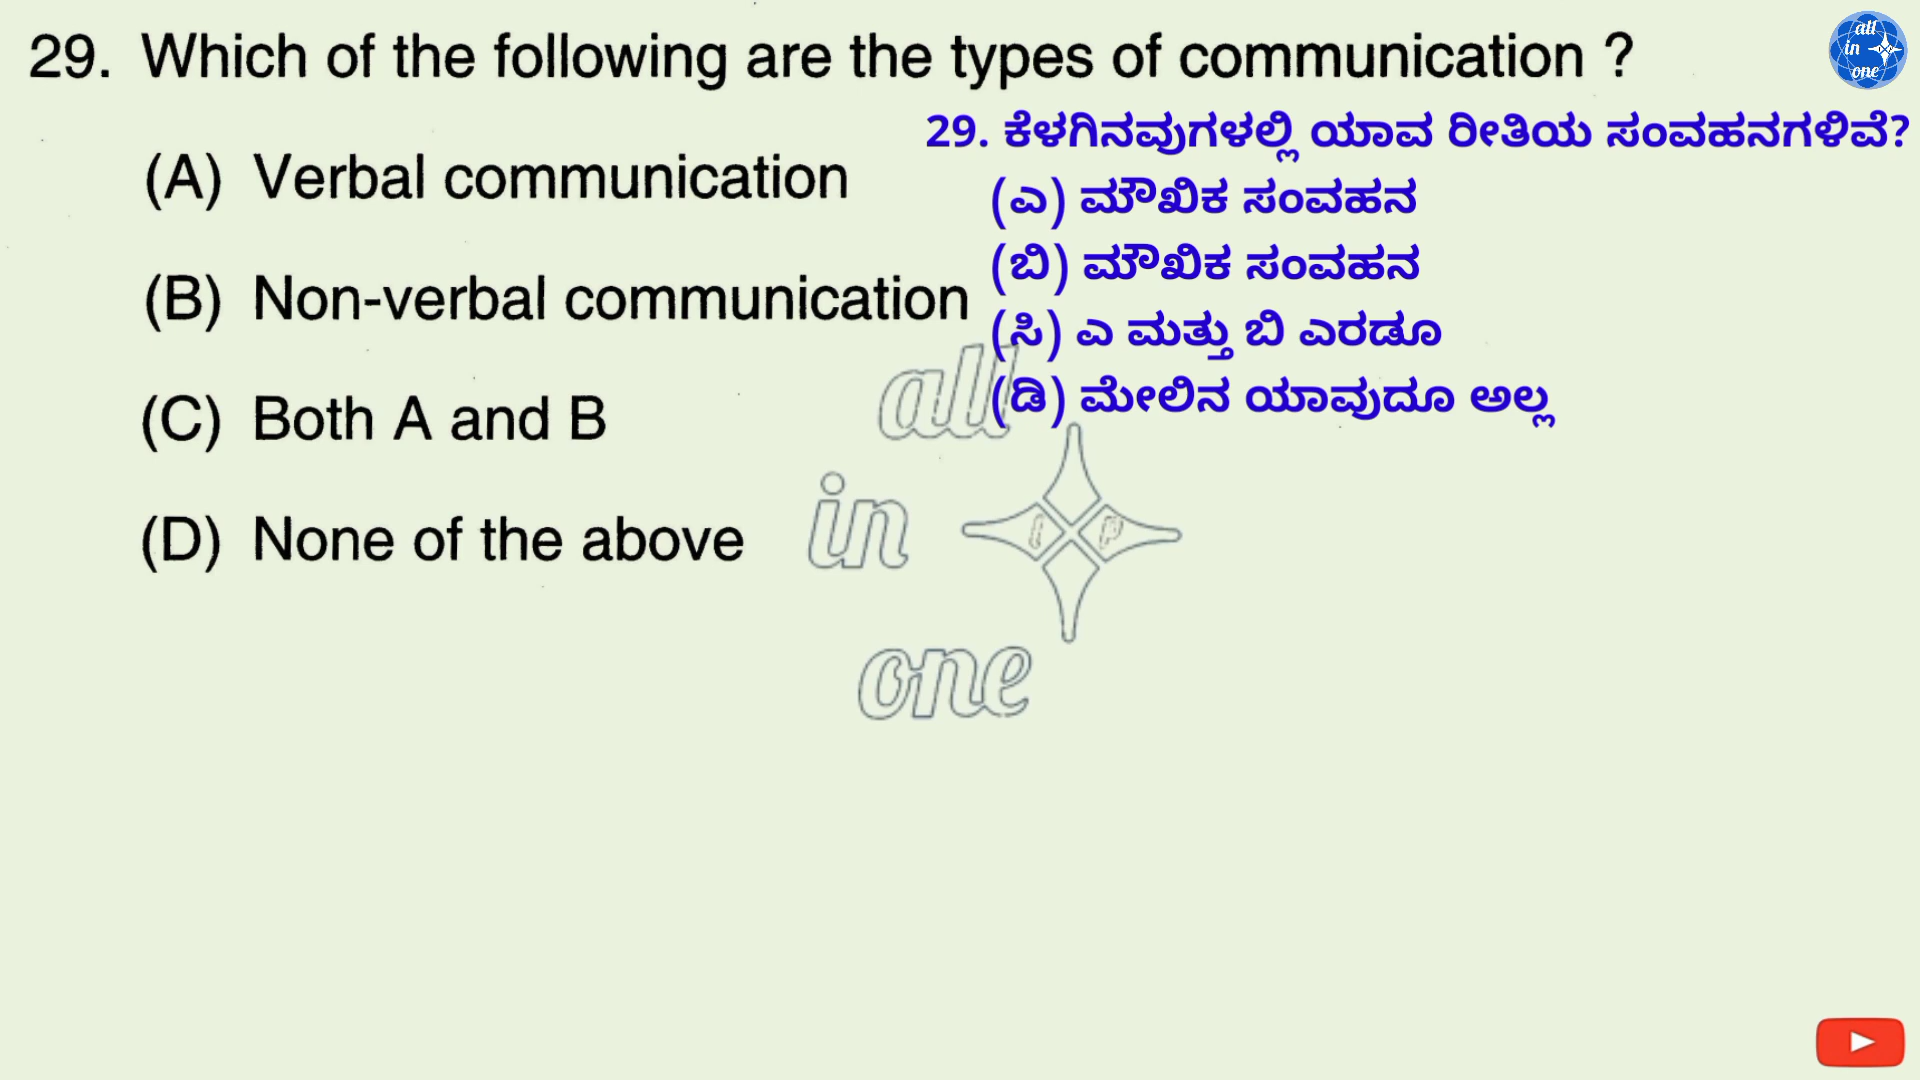 29. Which of the following are the types of communication ?
(A) Verbal communication
(B) Non-verbal communication
(C) Both A and B
(D) None of the above
29. ಕೆಳಗಿನವುಗಳಲ್ಲಿ ಯಾವ ರೀತಿಯ ಸಂವಹನಗಳಿವೆ?
(ಎ) ಮೌಖಿಕ ಸಂವಹನ
(ಬಿ) ಮೌಖಿಕ ಸಂವಹನ
(ಸಿ) ಎ ಮತ್ತು ಬಿ ಎರಡೂ
(ಡಿ) ಮೇಲಿನ ಯಾವುದೂ ಅಲ್ಲ
all
in
one
all
in
I P
one